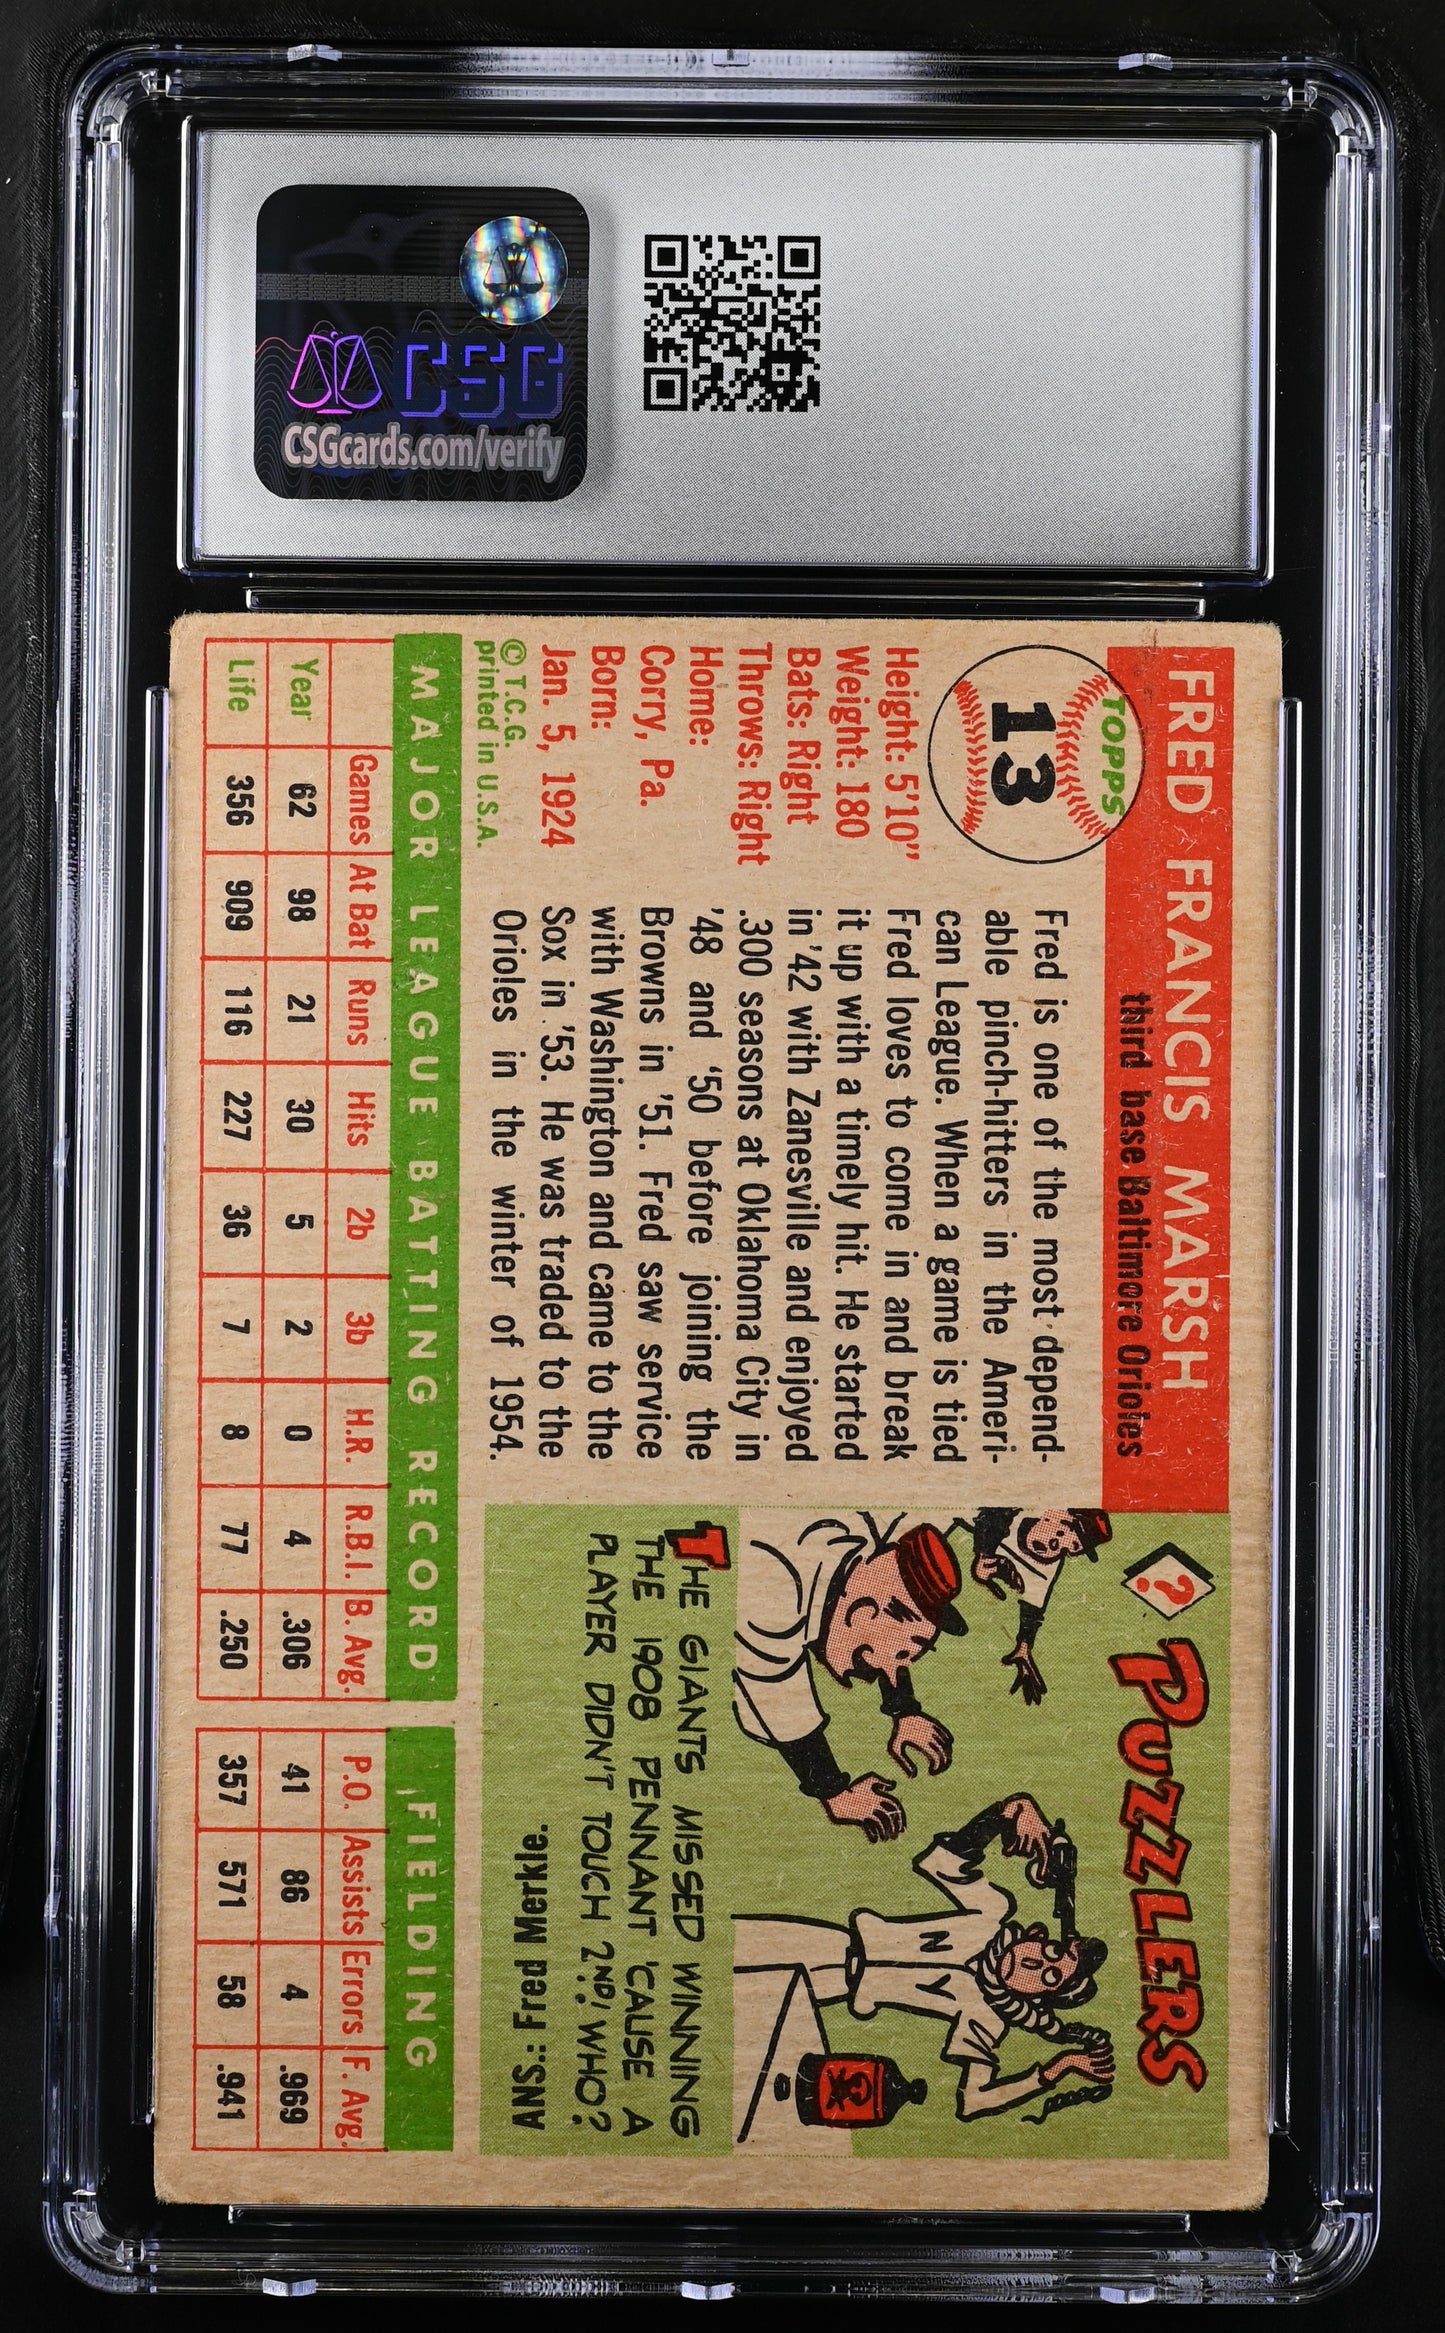 CSG
CSGcards.com/verify
FRED FRANCIS MARSH
third base Baltimore Orioles
TOPPS
13
Height: 5'10"
Weight: 180
Bats: Right
Throws: Right
Home:
Corry, Pa.
Born:
Jan. 5, 1924
© T.C.G.
printed in U.S.A.
Fred is one of the most depend-
able pinch-hitters in the Ameri-
can League. When a game is tied
Fred loves to come in and break
it up with a timely hit. He started
in '42 with Zanesville and enjoyed
.300 seasons at Oklahoma City in
'48 and '50 before joining the
Browns in '51. Fred saw service
with Washington and came to the
Sox in '53. He was traded to the
Orioles in the winter of 1954.
? PUZZLERS
N Y
THE GIANTS MISSED WINNING
THE 1908 PENNANT 'CAUSE A
PLAYER DIDN'T TOUCH 2ND! WHO?
ANS.: Fred Merkle.
MAJOR LEAGUE BATTING RECORD FIELDING
Games At Bat Runs Hits 2b 3b H.R. R.B.I. B. Avg. P.O. Assists Errors F. Avg.
Year 62 98 21 30 5 2 0 4 .306 41 86 4 .969
Life 356 909 116 227 36 7 8 77 .250 357 571 58 .941